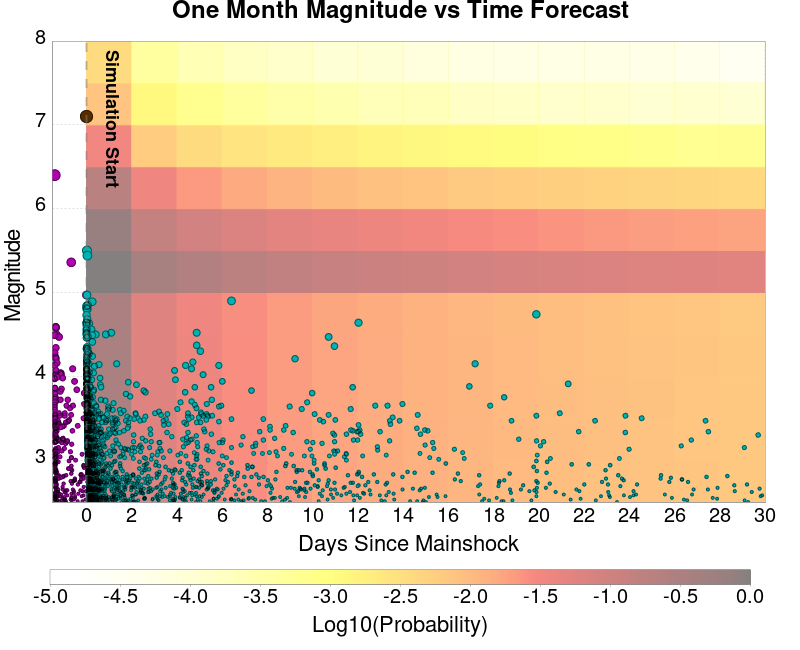 One Month Magnitude vs Time Forecast
Simulation Start
Magnitude
8
7
6
5
4
3
0 2 4 6 8 10 12 14 16 18 20 22 24 26 28 30
Days Since Mainshock
-5.0 -4.5 -4.0 -3.5 -3.0 -2.5 -2.0 -1.5 -1.0 -0.5 0.0
Log10(Probability)